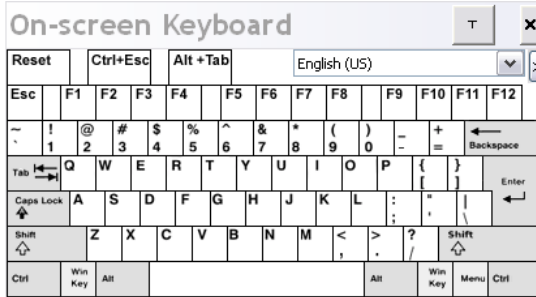 On-screen Keyboard T x
Reset Ctrl+Esc Alt +Tab English (US)
Esc F1 F2 F3 F4 F5 F6 F7 F8 F9 F10 F11 F12
~ ! @ # $ % ^ & * ( ) _ +
` 1 2 3 4 5 6 7 8 9 0 - = Backspace
Tab Q W E R T Y U I O P { }
[ ] Enter
Caps Lock A S D F G H J K L : " |
; ' \
Shift Z X C V B N M < > ? Shift
, . /
Ctrl Win Key Alt Alt Win Key Menu Ctrl